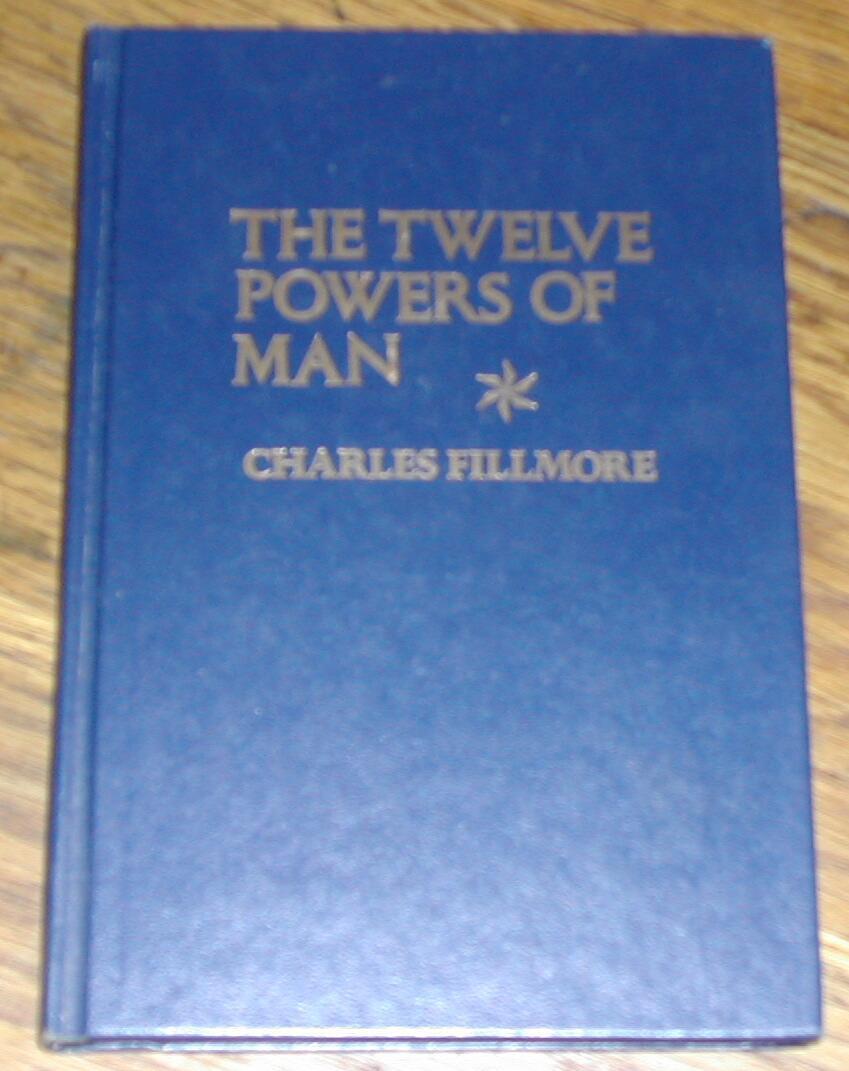 THE TWELVE
POWERS OF
MAN
CHARLES FILLMORE